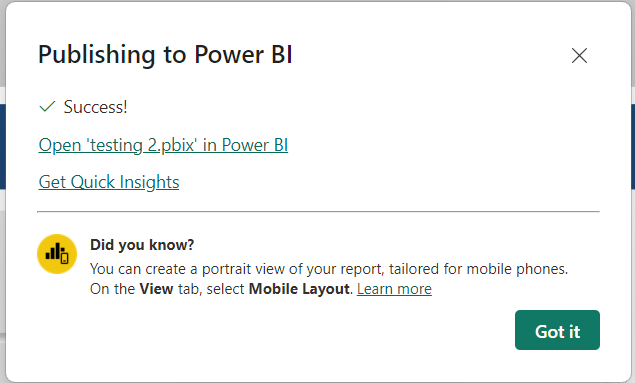 Publishing to Power BI
Success!
Open 'testing 2.pbix' in Power BI
Get Quick Insights
Did you know?
You can create a portrait view of your report, tailored for mobile phones.
On the View tab, select Mobile Layout. Learn more
Got it